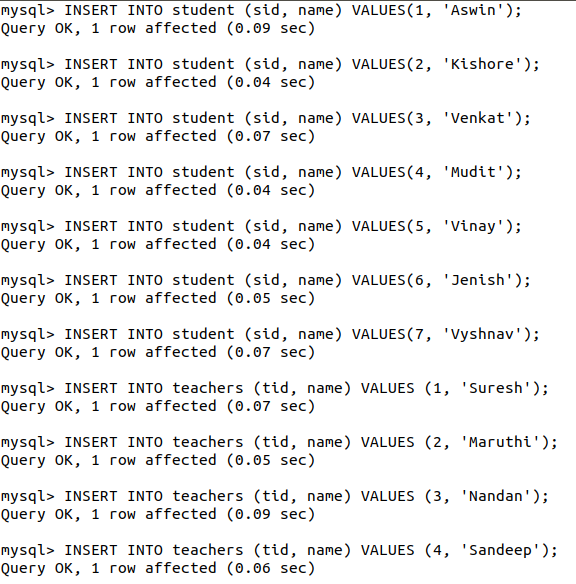 mysql> INSERT INTO student (sid, name) VALUES(1, 'Aswin');
Query OK, 1 row affected (0.09 sec)
mysql> INSERT INTO student (sid, name) VALUES(2, 'Kishore');
Query OK, 1 row affected (0.04 sec)
mysql> INSERT INTO student (sid, name) VALUES(3, 'Venkat');
Query OK, 1 row affected (0.07 sec)
mysql> INSERT INTO student (sid, name) VALUES(4, 'Mudit');
Query OK, 1 row affected (0.04 sec)
mysql> INSERT INTO student (sid, name) VALUES(5, 'Vinay');
Query OK, 1 row affected (0.04 sec)
mysql> INSERT INTO student (sid, name) VALUES(6, 'Jenish');
Query OK, 1 row affected (0.05 sec)
mysql> INSERT INTO student (sid, name) VALUES(7, 'Vyshnav');
Query OK, 1 row affected (0.07 sec)
mysql> INSERT INTO teachers (tid, name) VALUES (1, 'Suresh');
Query OK, 1 row affected (0.07 sec)
mysql> INSERT INTO teachers (tid, name) VALUES (2, 'Maruthi');
Query OK, 1 row affected (0.05 sec)
mysql> INSERT INTO teachers (tid, name) VALUES (3, 'Nandan');
Query OK, 1 row affected (0.09 sec)
mysql> INSERT INTO teachers (tid, name) VALUES (4, 'Sandeep');
Query OK, 1 row affected (0.06 sec)